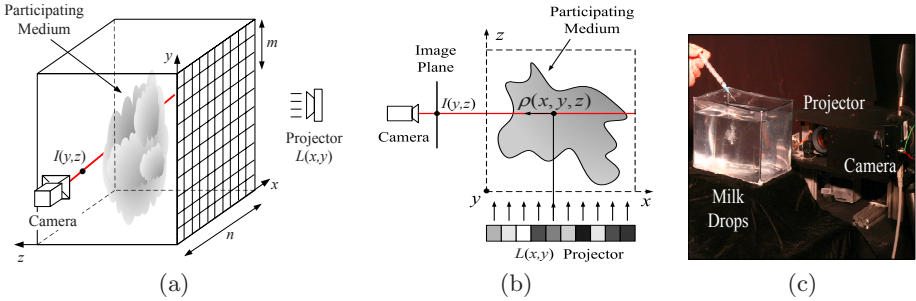 Participating
Medium
y
m
I(y,z)
Projector
L(x,y)
Camera
x
n
z
(a)
Participating
Medium
z
Image
Plane
I(y,z)
ρ(x, y, z)
Camera
y
x
L(x,y) Projector
(b)
Projector
Camera
Milk
Drops
(c)